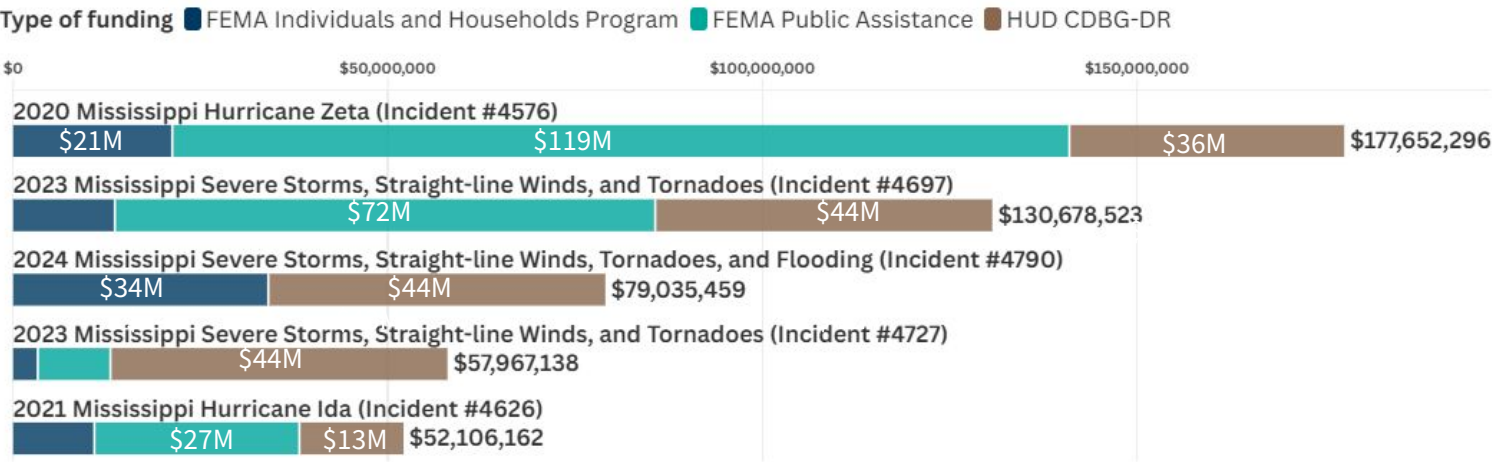 Type of funding FEMA Individuals and Households Program FEMA Public Assistance HUD CDBG-DR
$0 $50,000,000 $100,000,000 $150,000,000
2020 Mississippi Hurricane Zeta (Incident #4576)
$21M $119M $36M $177,652,296
2023 Mississippi Severe Storms, Straight-line Winds, and Tornadoes (Incident #4697)
$72M $44M $130,678,523
2024 Mississippi Severe Storms, Straight-line Winds, Tornadoes, and Flooding (Incident #4790)
$34M $44M $79,035,459
2023 Mississippi Severe Storms, Straight-line Winds, and Tornadoes (Incident #4727)
$44M $57,967,138
2021 Mississippi Hurricane Ida (Incident #4626)
$27M $13M $52,106,162